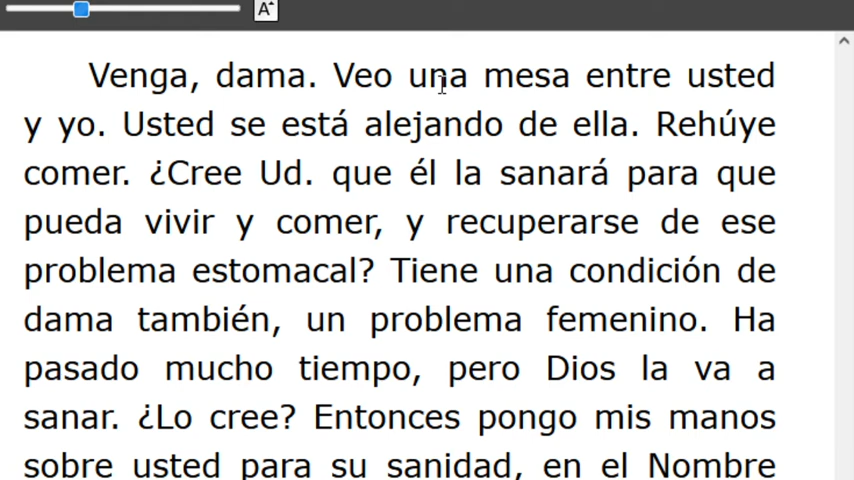 A
Venga, dama. Veo una mesa entre usted
y yo. Usted se está alejando de ella. Rehúye
comer. ¿Cree Ud. que él la sanará para que
pueda vivir y comer, y recuperarse de ese
problema estomacal? Tiene una condición de
dama también, un problema femenino. Ha
pasado mucho tiempo, pero Dios la va a
sanar. ¿Lo cree? Entonces pongo mis manos
sobre usted para su sanidad, en el Nombre